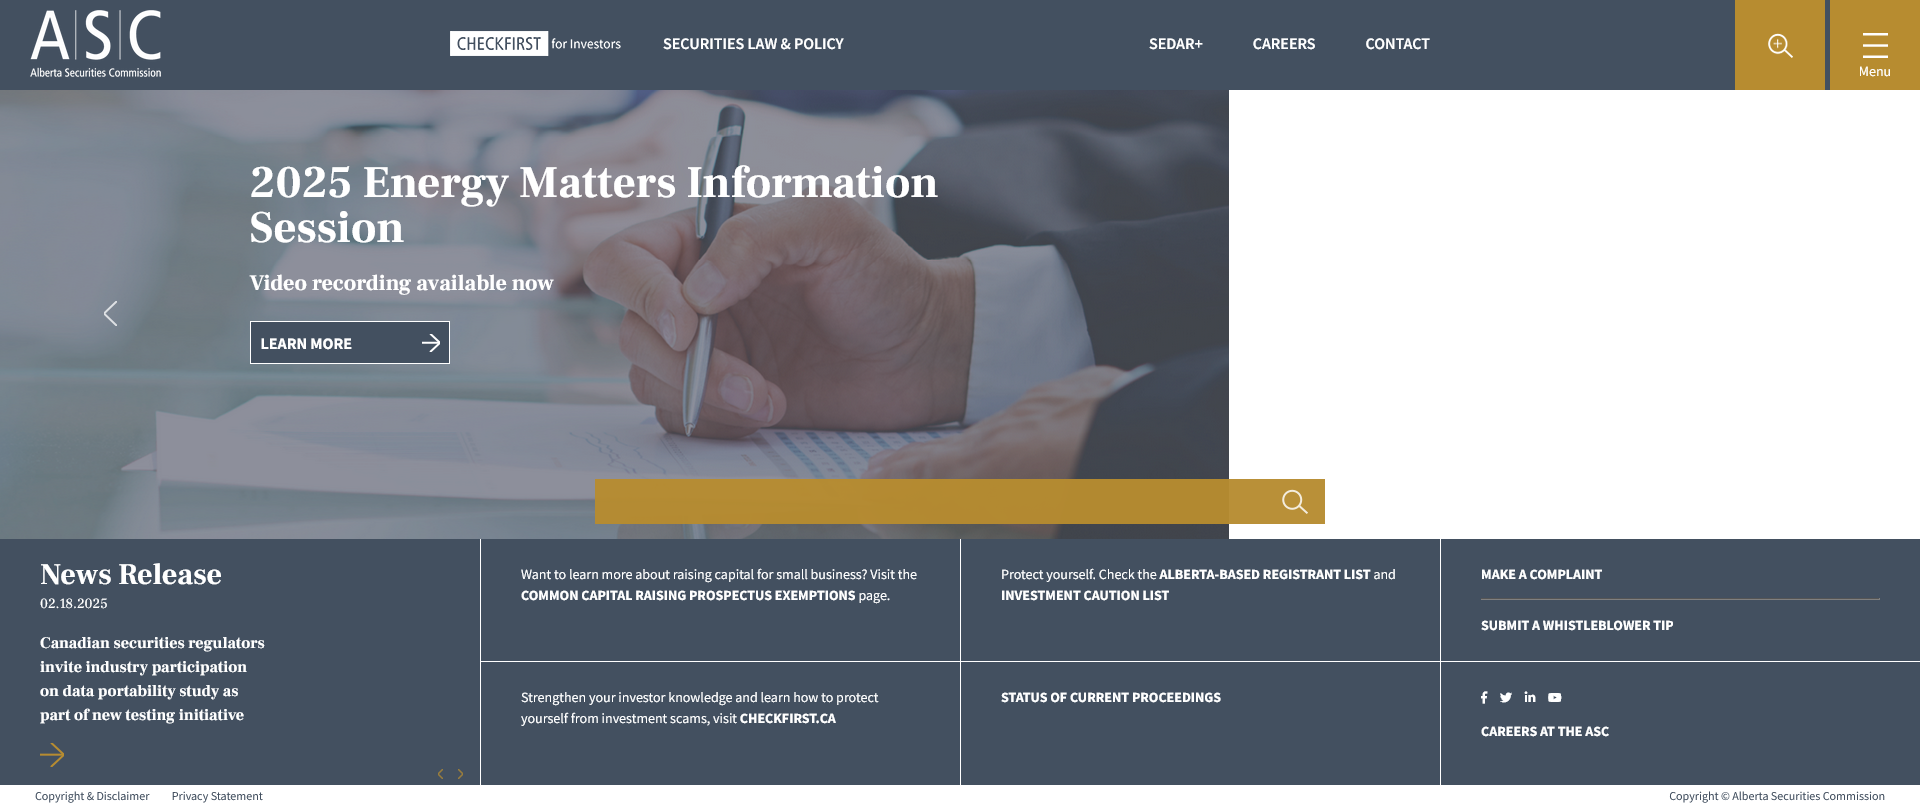 A|S|C
Alberta Securities Commission
CHECKFIRST for Investors
SECURITIES LAW & POLICY
SEDAR+
CAREERS
CONTACT
Menu
2025 Energy Matters Information
Session
Video recording available now
LEARN MORE
News Release
02.18.2025
Canadian securities regulators
invite industry participation
on data portability study as
part of new testing initiative
Want to learn more about raising capital for small business? Visit the
COMMON CAPITAL RAISING PROSPECTUS EXEMPTIONS page.
Protect yourself. Check the ALBERTA-BASED REGISTRANT LIST and
INVESTMENT CAUTION LIST
MAKE A COMPLAINT
SUBMIT A WHISTLEBLOWER TIP
Strengthen your investor knowledge and learn how to protect
yourself from investment scams, visit CHECKFIRST.CA
STATUS OF CURRENT PROCEEDINGS
CAREERS AT THE ASC
Copyright & Disclaimer
Privacy Statement
Copyright © Alberta Securities Commission